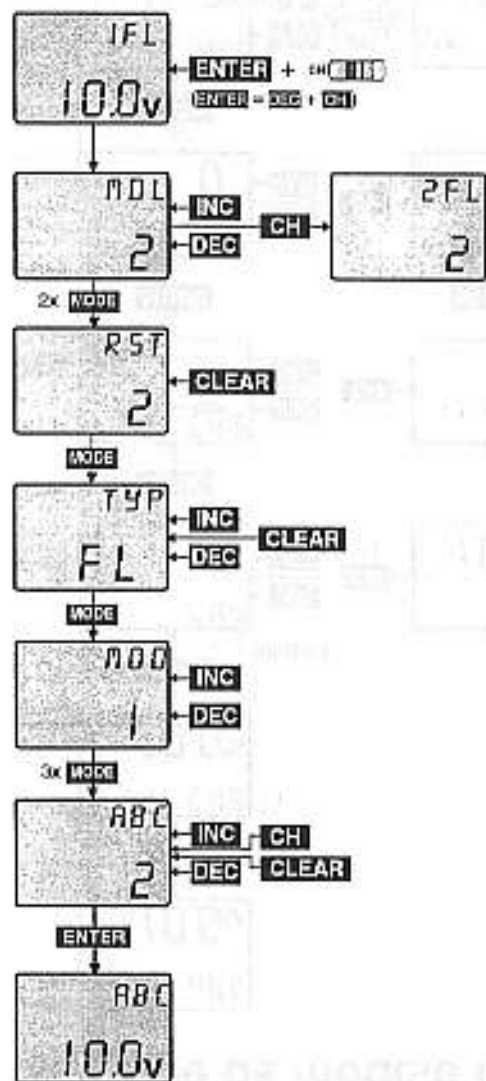 1FL
10.0v
ENTER + CH
(ENTER = DEC + CH)
MDL
2
INC
DEC
CH
2FL
2
2x MODE
RST
2
CLEAR
MODE
TYP
FL
INC
DEC
CLEAR
MODE
MOD
1
INC
DEC
3x MODE
ABC
2
INC
DEC
CH
CLEAR
ENTER
ABC
10.0v